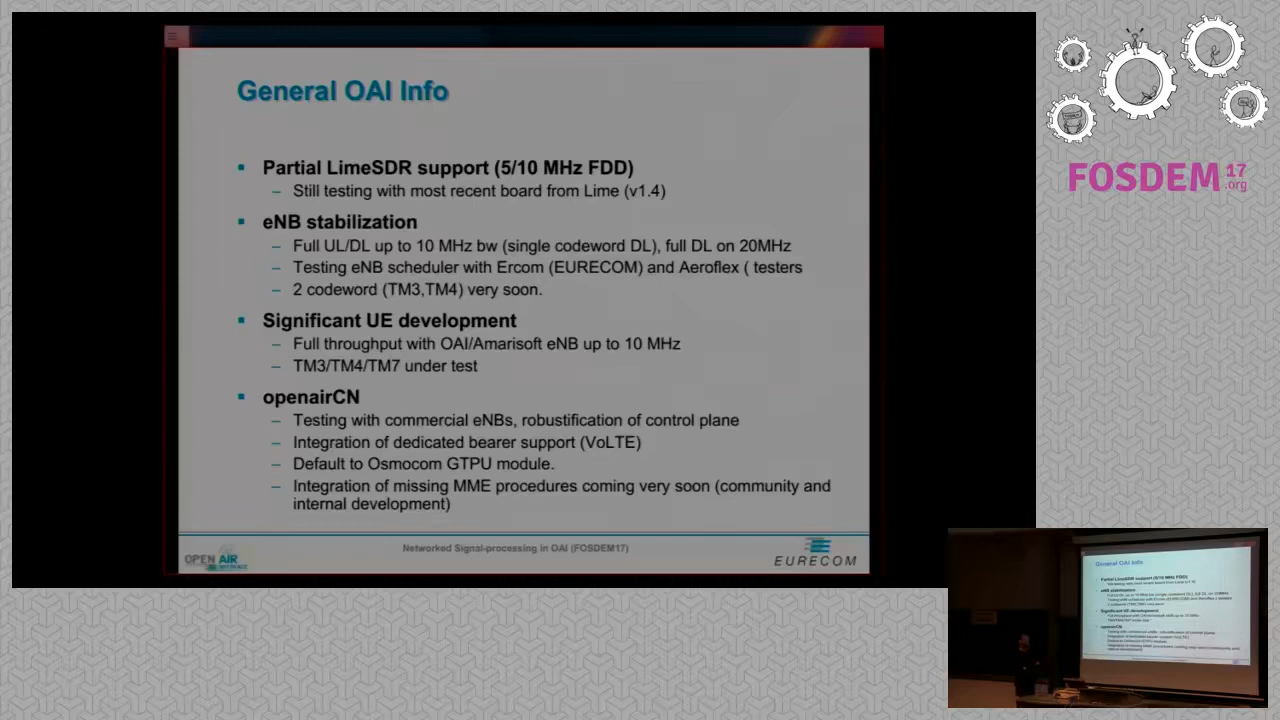 General OAI Info
▪ Partial LimeSDR support (5/10 MHz FDD)
– Still testing with most recent board from Lime (v1.4)
▪ eNB stabilization
– Full UL/DL up to 10 MHz bw (single codeword DL), full DL on 20MHz
– Testing eNB scheduler with Ercom (EURECOM) and Aeroflex ( testers
– 2 codeword (TM3,TM4) very soon.
▪ Significant UE development
– Full throughput with OAI/Amarisoft eNB up to 10 MHz
– TM3/TM4/TM7 under test
▪ openairCN
– Testing with commercial eNBs, robustification of control plane
– Integration of dedicated bearer support (VoLTE)
– Default to Osmocom GTPU module.
– Integration of missing MME procedures coming very soon (community and
internal development)
OPEN AIR
Networked Signal-processing in OAI (FOSDEM17)
EURECOM
FOSDEM 17
.org
General OAI Info